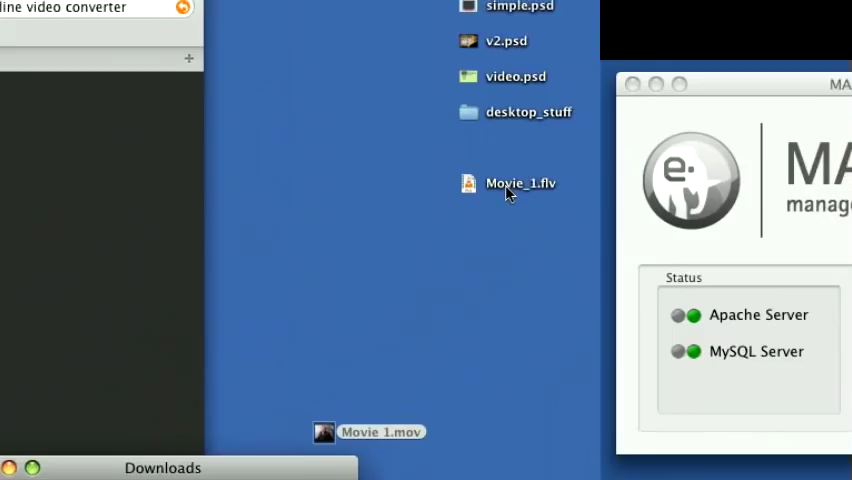 line video converter
simple.psd
v2.psd
video.psd
desktop_stuff
Movie_1.flv
Movie 1.mov
Downloads
MA
e.
MA
manag
Status
Apache Server
MySQL Server